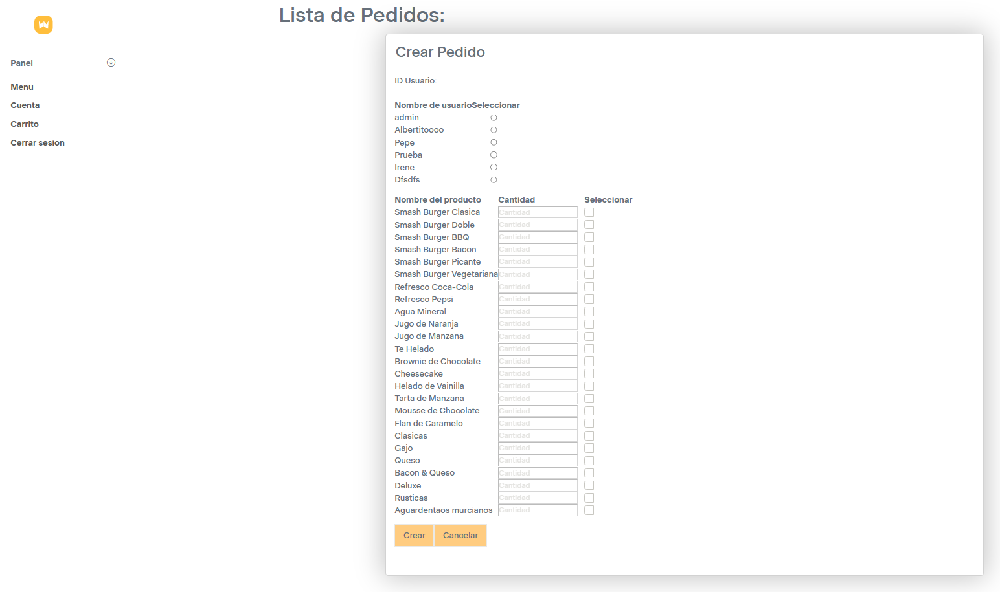 Lista de Pedidos:
Panel
Menu
Cuenta
Carrito
Cerrar sesion
Crear Pedido
ID Usuario:
Nombre de usuarioSeleccionar
admin
Albertitoooo
Pepe
Prueba
Irene
Dfsdfs
Nombre del producto Cantidad Seleccionar
Smash Burger Clasica Cantidad
Smash Burger Doble Cantidad
Smash Burger BBQ Cantidad
Smash Burger Bacon Cantidad
Smash Burger Picante Cantidad
Smash Burger Vegetariana Cantidad
Refresco Coca-Cola Cantidad
Refresco Pepsi Cantidad
Agua Mineral Cantidad
Jugo de Naranja Cantidad
Jugo de Manzana Cantidad
Te Helado Cantidad
Brownie de Chocolate Cantidad
Cheesecake Cantidad
Helado de Vainilla Cantidad
Tarta de Manzana Cantidad
Mousse de Chocolate Cantidad
Flan de Caramelo Cantidad
Clasicas Cantidad
Gajo Cantidad
Queso Cantidad
Bacon & Queso Cantidad
Deluxe Cantidad
Rusticas Cantidad
Aguardentaos murcianos Cantidad
Crear Cancelar